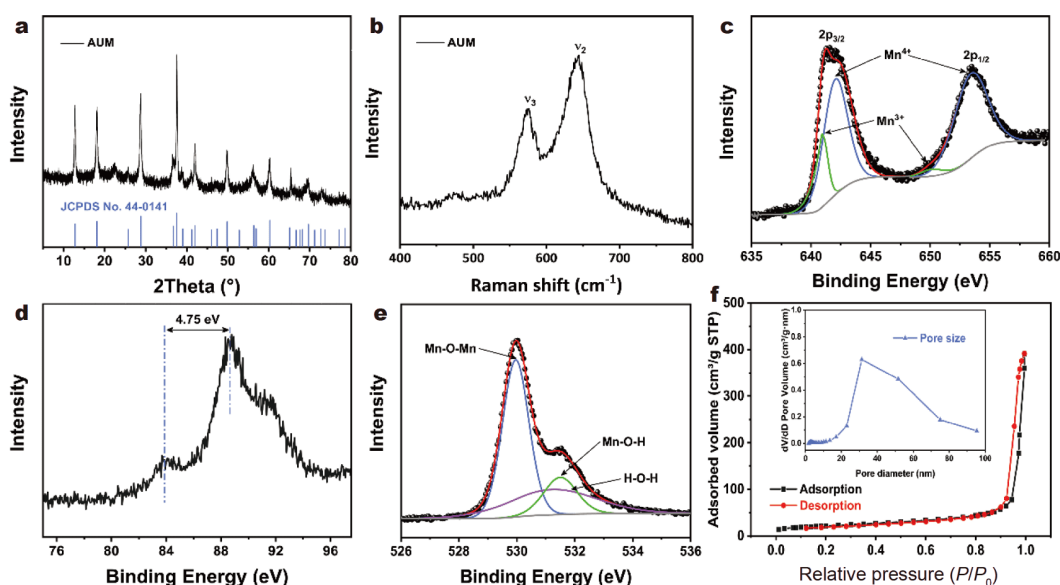 a
AUM
Intensity
JCPDS No. 44-0141
5 10 20 30 40 50 60 70 80
2Theta (°)
b
AUM
ν3
ν2
Intensity
400 500 600 700 800
Raman shift (cm-1)
c
2p3/2
Mn4+
2p1/2
Mn3+
Intensity
635 640 645 650 655 660
Binding Energy (eV)
d
4.75 eV
Intensity
76 80 84 88 92 96
Binding Energy (eV)
e
Mn-O-Mn
Mn-O-H
H-O-H
Intensity
526 528 530 532 534 536
Binding Energy (eV)
f
500
400
300
200
100
0
Adsorbed volume (cm³/g STP)
Pore size
dV/dD Pore Volume (cm³/g-nm)
0.8
0.6
0.4
0.2
0.0
0 20 40 60 80 100
Pore diameter (nm)
Adsorption
Desorption
0.0 0.2 0.4 0.6 0.8 1.0
Relative pressure (P/P0)